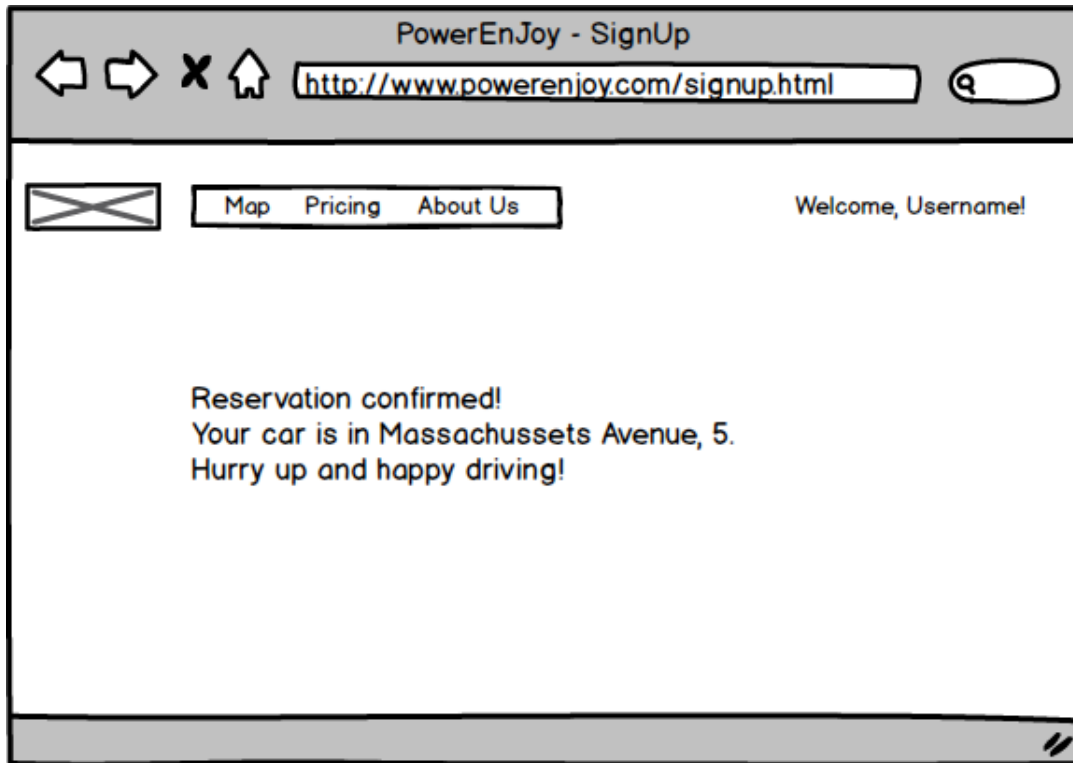 PowerEnJoy - SignUp
http://www.powerenjoy.com/signup.html
Map Pricing About Us
Welcome, Username!
Reservation confirmed!
Your car is in Massachussets Avenue, 5.
Hurry up and happy driving!